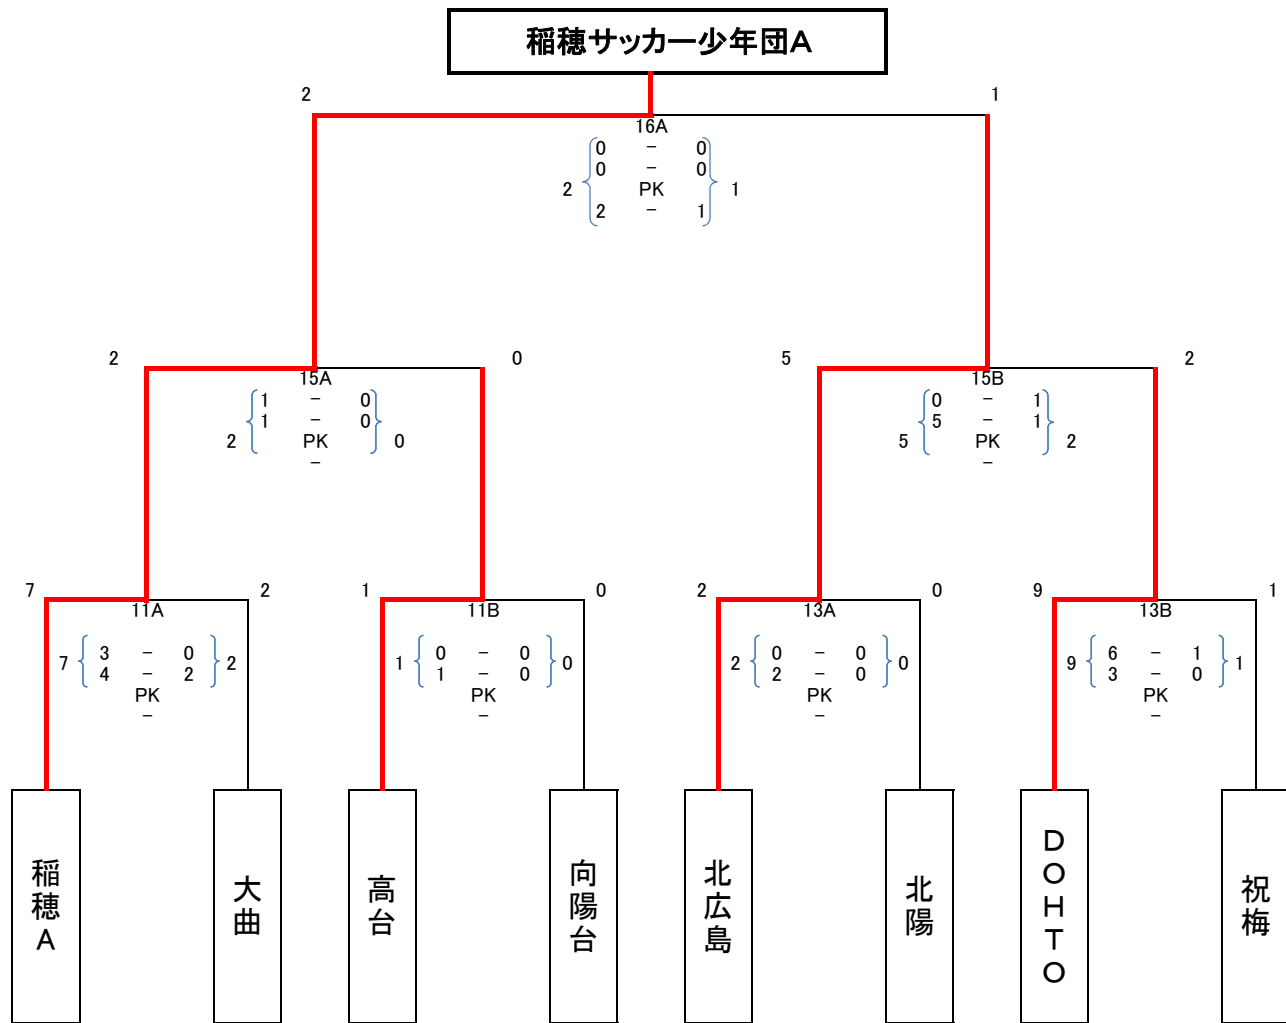 稲穂サッカー少年団A
2 1
16A
0 - 0
0 - 0
2 PK 1
2 - 1
2 0 5 2
15A 15B
1 - 0 0 - 1
1 - 0 5 - 1
2 PK 0 5 PK 2
- -
7 2 1 0 2 0 9 1
11A 11B 13A 13B
3 - 0 0 - 0 0 - 0 6 - 1
7 2 1 0 2 0 9 1
4 - 2 1 - 0 2 - 0 3 - 0
PK PK PK PK
- - - -
稲穂A
大曲
高台
向陽台
北広島
北陽
DOHTO
祝梅